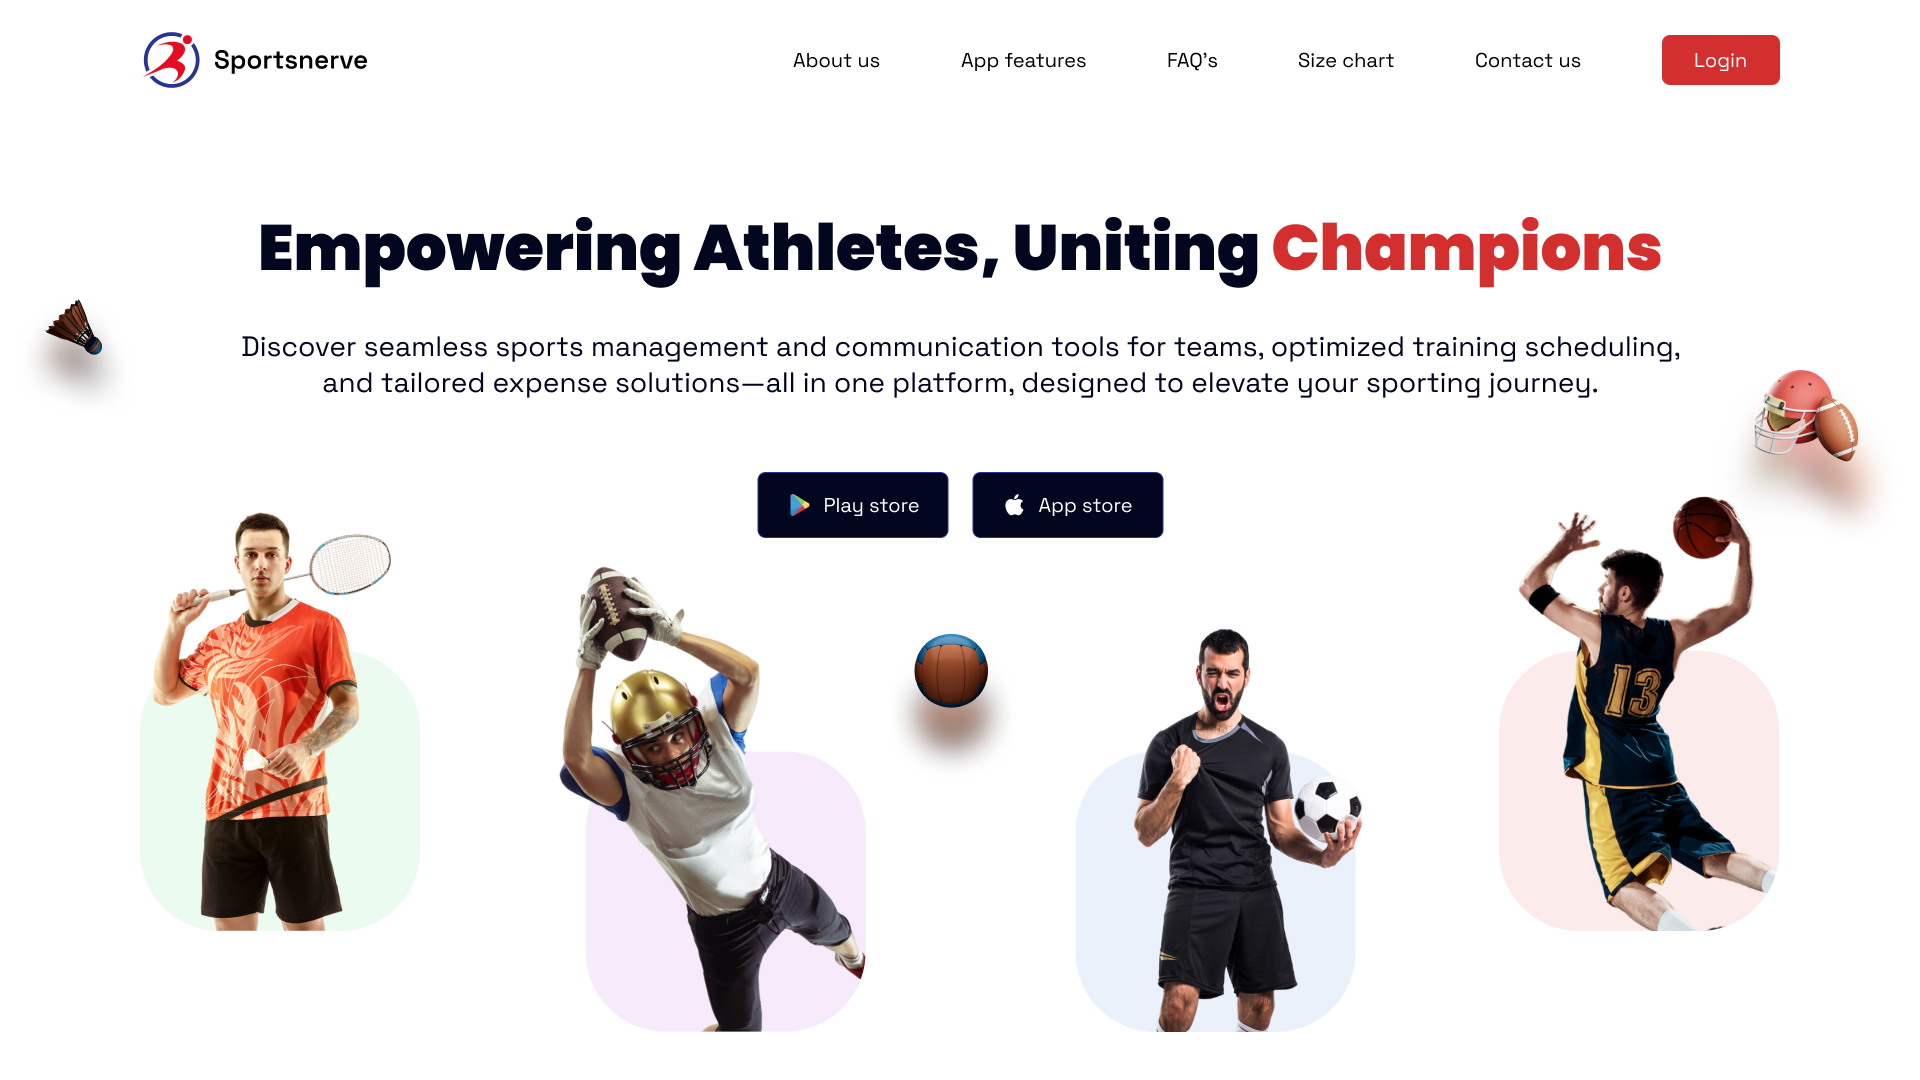 Sportsnerve
About us
App features
FAQ’s
Size chart
Contact us
Login
Empowering Athletes, Uniting Champions
Discover seamless sports management and communication tools for teams, optimized training scheduling,
and tailored expense solutions—all in one platform, designed to elevate your sporting journey.
Play store
App store
13